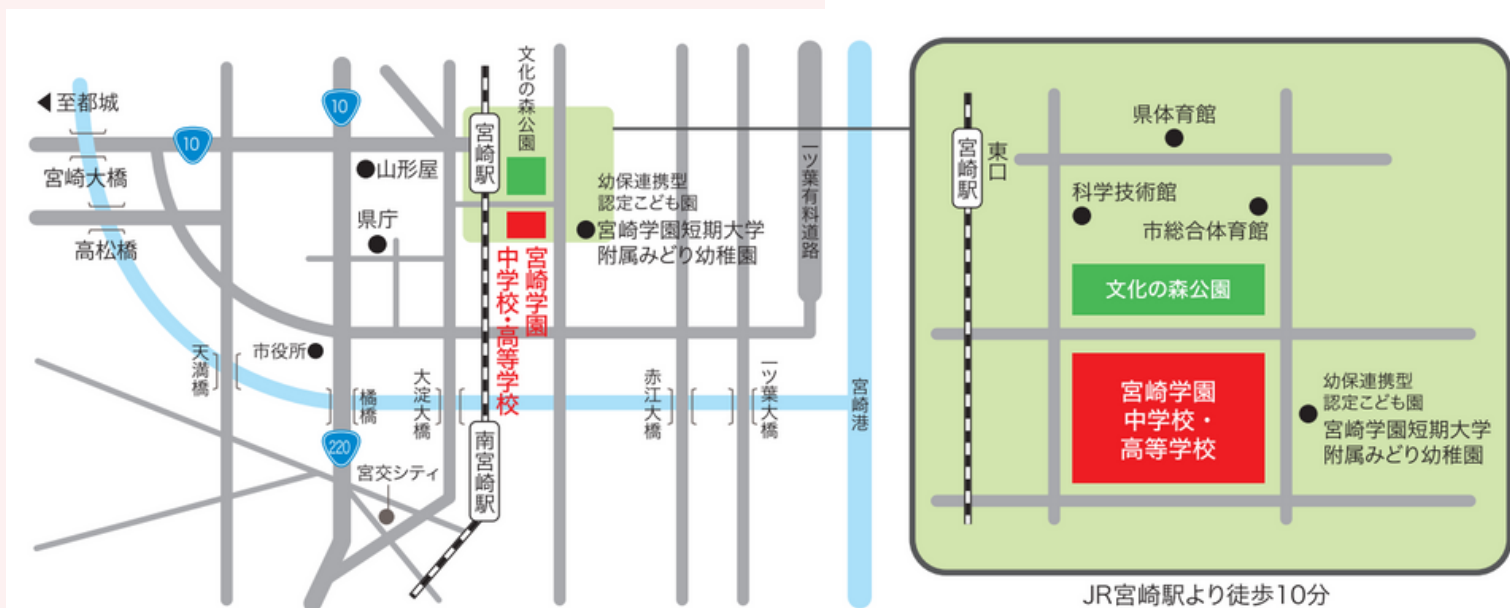 至都城
10
10
宮崎大橋
高松橋
山形屋
県庁
宮崎駅
文化の森公園
幼保連携型
認定こども園
宮崎学園短期大学
附属みどり幼稚園
宮崎学園
中学校・高等学校
一ツ葉有料道路
市役所
天満橋
橘橋
大淀大橋
赤江大橋
一ツ葉大橋
宮崎港
220
宮交シティ
南宮崎駅
宮崎駅
東口
県体育館
科学技術館
市総合体育館
文化の森公園
宮崎学園
中学校・
高等学校
幼保連携型
認定こども園
宮崎学園短期大学
附属みどり幼稚園
JR宮崎駅より徒歩10分